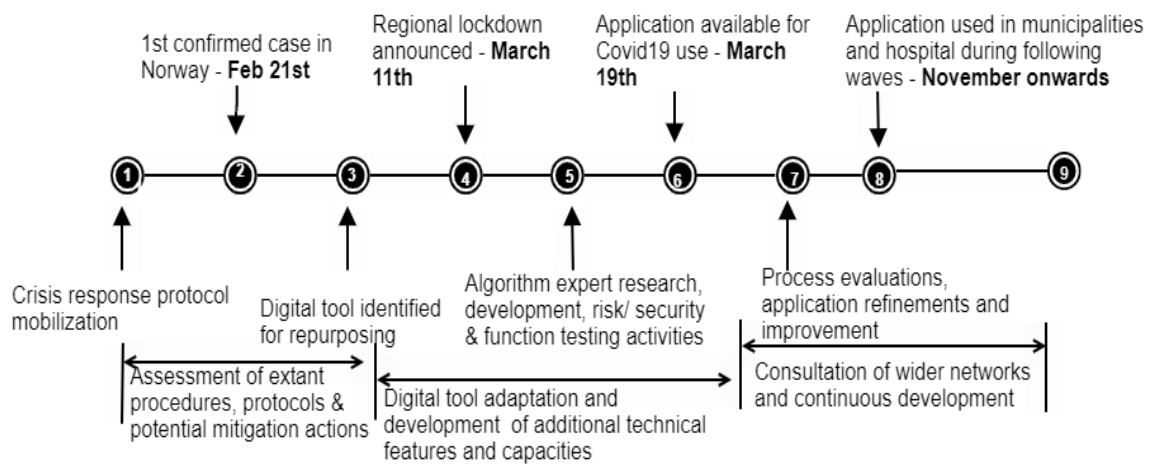 1st confirmed case in
Norway - Feb 21st
Regional lockdown
announced - March
11th
Application available for
Covid19 use - March
19th
Application used in municipalities
and hospital during following
waves - November onwards
1
2
3
4
5
6
7
8
9
Crisis response protocol
mobilization
Digital tool identified
for repurposing
Algorithm expert research,
development, risk/ security
& function testing activities
Process evaluations,
application refinements and
improvement
Assessment of extant
procedures, protocols &
potential mitigation actions
Digital tool adaptation and
development of additional technical
features and capacities
Consultation of wider networks
and continuous development